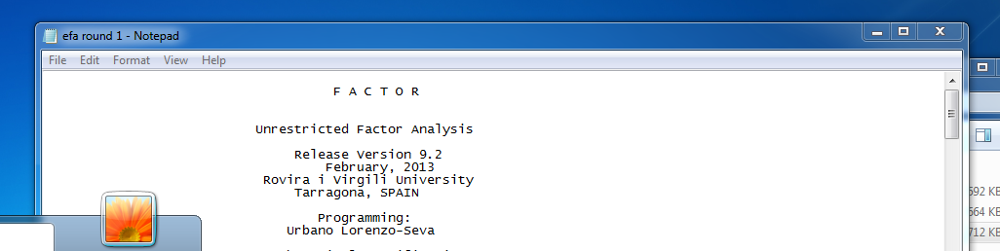 efa round 1 - Notepad
File Edit Format View Help
F A C T O R
Unrestricted Factor Analysis
Release Version 9.2
February, 2013
Rovira i Virgili University
Tarragona, SPAIN
Programming:
Urbano Lorenzo-Seva
592 KB
564 KB
712 KB